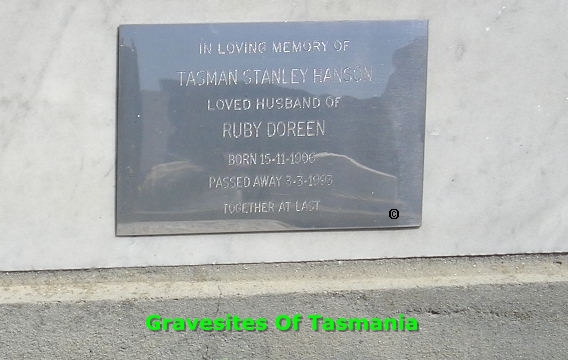 IN LOVING MEMORY OF
TASMAN STANLEY HANSON
LOVED HUSBAND OF
RUBY DOREEN
BORN 15-11-1906
PASSED AWAY 3-3-1993
TOGETHER AT LAST
©
Gravesites Of Tasmania